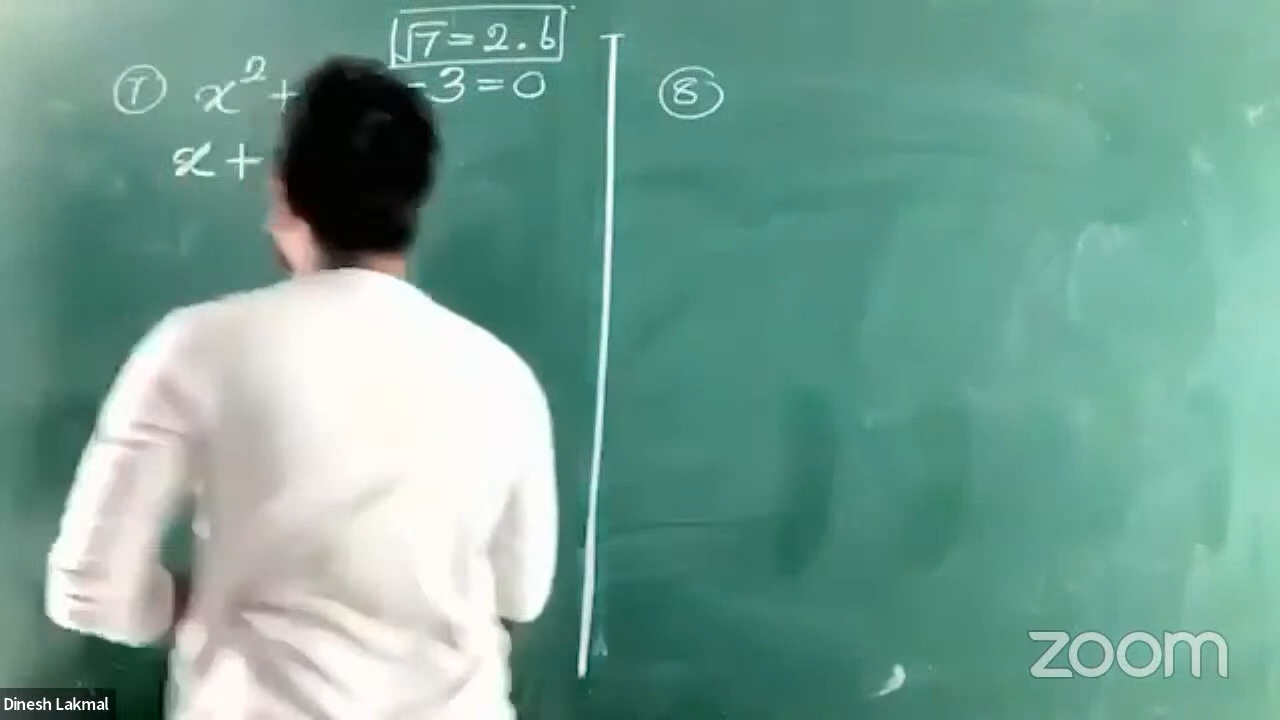 √7 = 2.6
⑦ x² + - 3 = 0
x +
⑧
zoom
Dinesh Lakmal